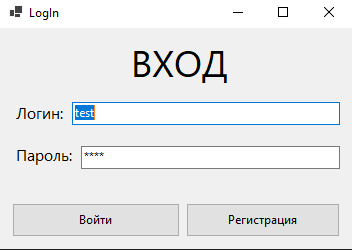 LogIn
ВХОД
Логин: test
Пароль: ****
Войти Регистрация